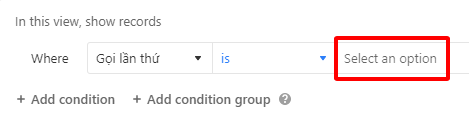 In this view, show records
Where Gọi lần thứ is Select an option
+ Add condition + Add condition group ?